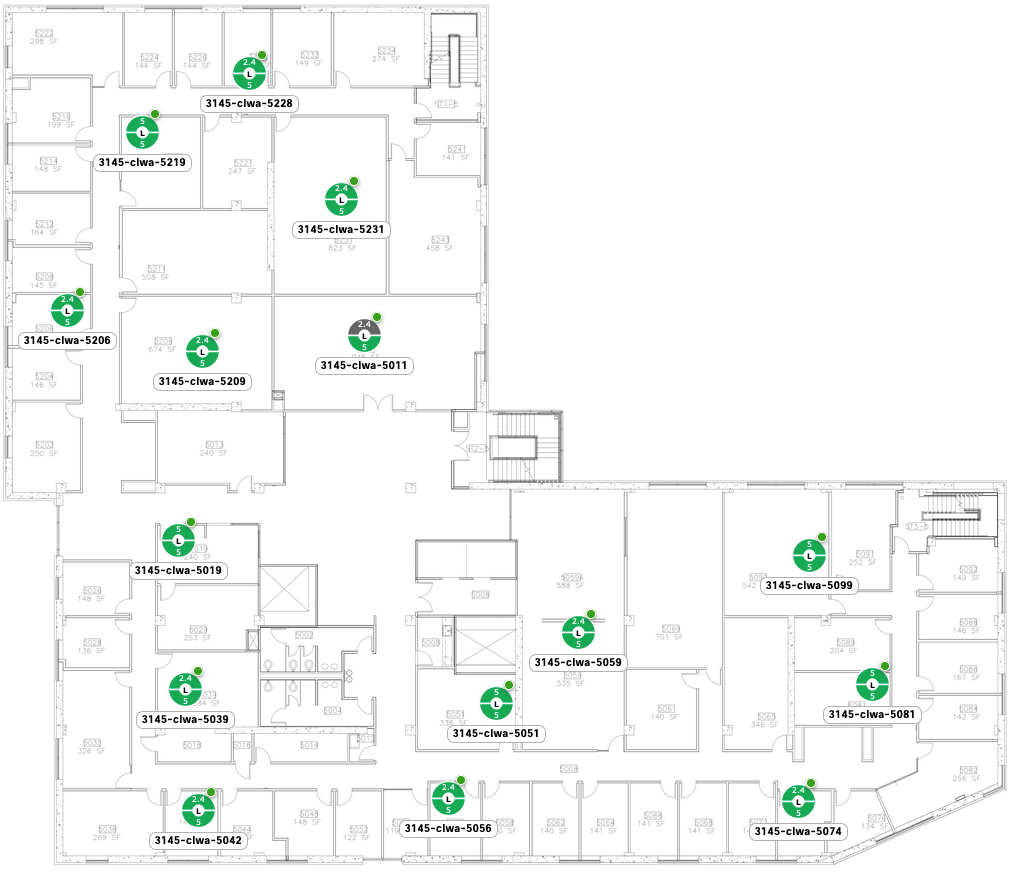 5222
298 SF
5224
144 SF
5226
144 SF
5232
149 SF
5234
274 SF
2.4
L
5
3145-clwa-5228
ST1-5
199 SF
5
L
5
3145-clwa-5219
5221
247 SF
141 SF
5214
148 SF
2.4
L
5
3145-clwa-5231
823 SF
5212
164 SF
5243
458 SF
5211
508 SF
5208
145 SF
2.4
L
5
3145-clwa-5206
5209
674 SF
2.4
L
5
3145-clwa-5209
2.4
L
5
3145-clwa-5011
5204
146 SF
5202
250 SF
5013
240 SF
ST2-5
5
L
5
3145-clwa-5019
240 SF
ST3-5
5091
252 SF
5
L
5
3145-clwa-5099
542
5092
149 SF
5059A
588 SF
5026
148 SF
5006
5028
136 SF
5029
253 SF
5002
5008
2.4
L
5
3145-clwa-5059
5059
535 SF
5069
701 SF
5089
204 SF
5088
146 SF
5086
167 SF
2.4
L
5
3145-clwa-5039
5004
5051
336 SF
5
L
5
3145-clwa-5051
5061
140 SF
5065
346 SF
5
L
5
3145-clwa-5081
5084
142 SF
5032
326 SF
5018
5016
5014
5082
256 SF
5038
269 SF
2.4
L
5
3145-clwa-5042
5044
5048
148 SF
5052
122 SF
2.4
L
5
3145-clwa-5056
5062
140 SF
5064
141 SF
5066
141 SF
5068
141 SF
5
L
5
3145-clwa-5074
5076
134 SF